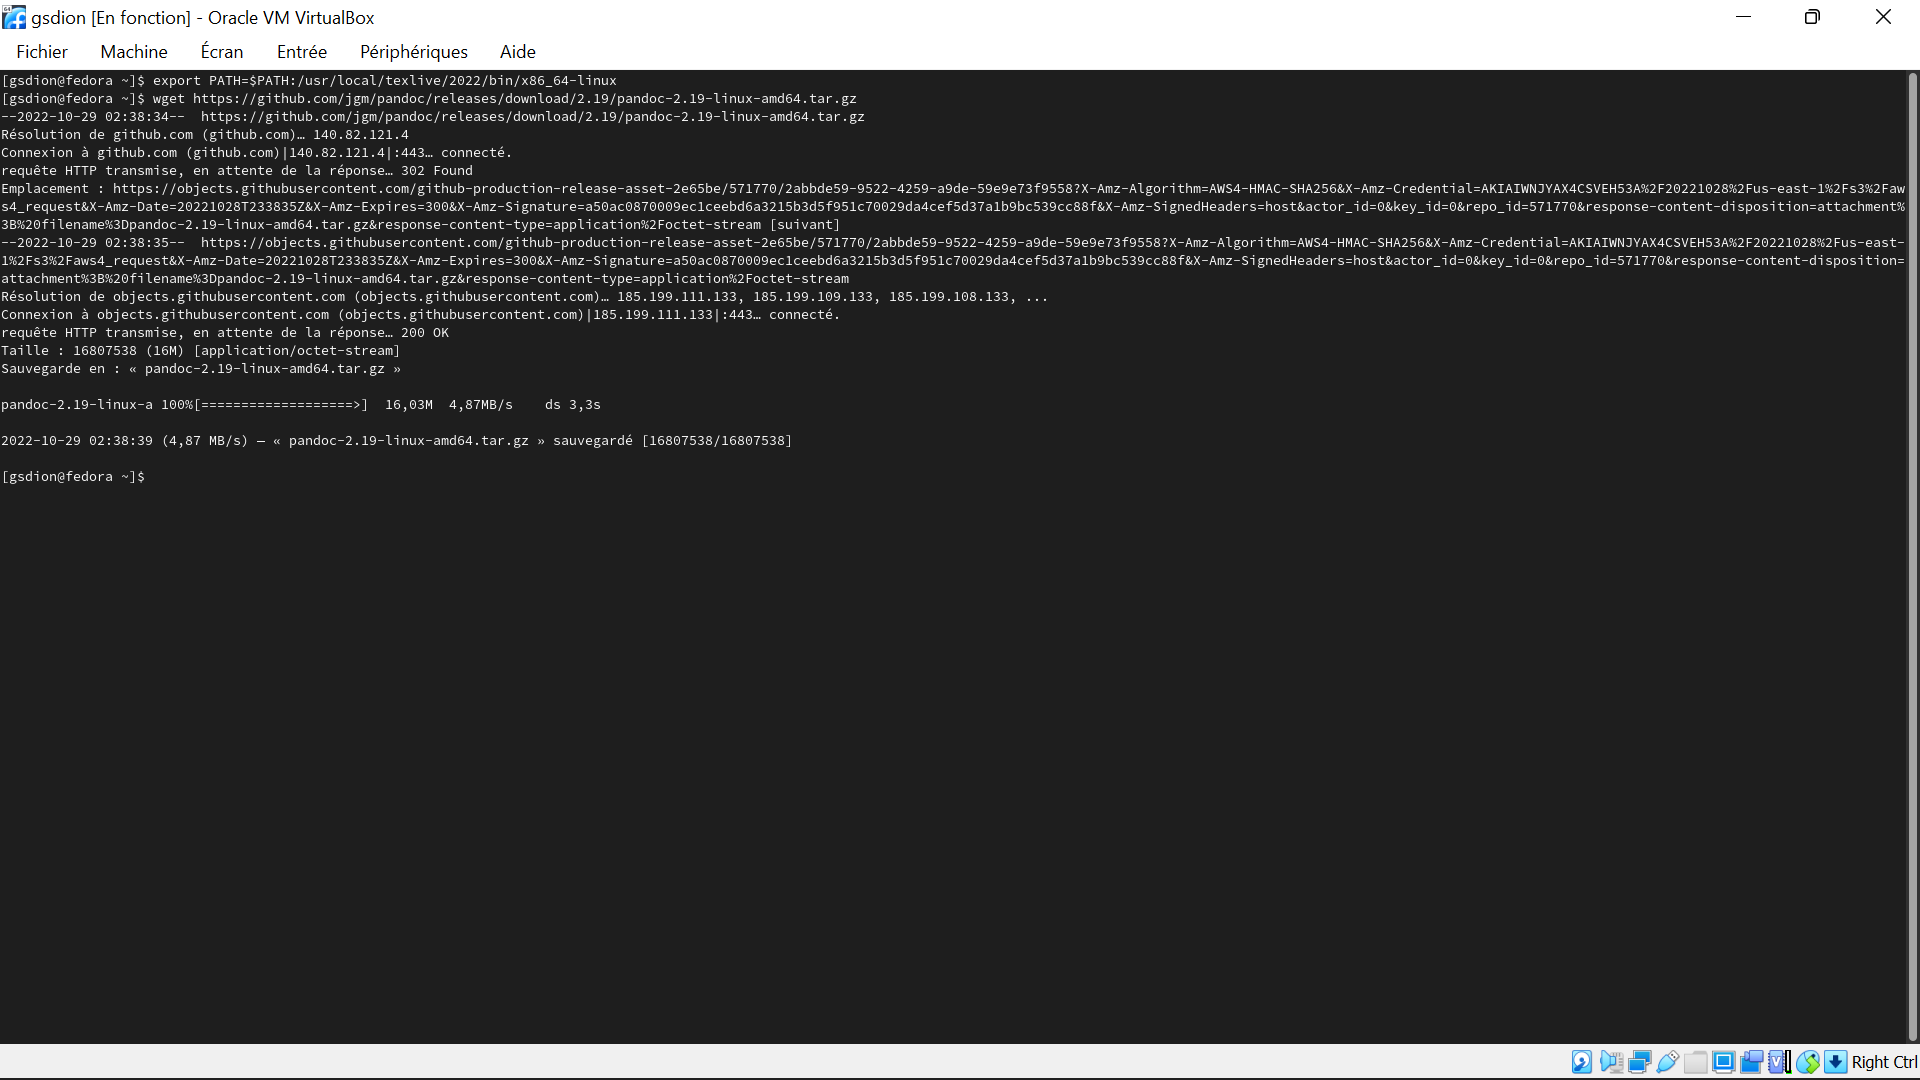 gsdion [En fonction] - Oracle VM VirtualBox
Fichier Machine Écran Entrée Périphériques Aide
[gsdion@fedora ~]$ export PATH=$PATH:/usr/local/texlive/2022/bin/x86_64-linux
[gsdion@fedora ~]$ wget https://github.com/jgm/pandoc/releases/download/2.19/pandoc-2.19-linux-amd64.tar.gz
--2022-10-29 02:38:34--  https://github.com/jgm/pandoc/releases/download/2.19/pandoc-2.19-linux-amd64.tar.gz
Résolution de github.com (github.com)… 140.82.121.4
Connexion à github.com (github.com)|140.82.121.4|:443… connecté.
requête HTTP transmise, en attente de la réponse… 302 Found
Emplacement : https://objects.githubusercontent.com/github-production-release-asset-2e65be/571770/2abbde59-9522-4259-a9de-59e9e73f9558?X-Amz-Algorithm=AWS4-HMAC-SHA256&X-Amz-Credential=AKIAIWNJYAX4CSVEH53A%2F20221028%2Fus-east-1%2Fs3%2Faw
s4_request&X-Amz-Date=20221028T233835Z&X-Amz-Expires=300&X-Amz-Signature=a50ac0870009ec1ceebd6a3215b3d5f951c70029da4cef5d37a1b9bc539cc88f&X-Amz-SignedHeaders=host&actor_id=0&key_id=0&repo_id=571770&response-content-disposition=attachment%
3B%20filename%3Dpandoc-2.19-linux-amd64.tar.gz&response-content-type=application%2Foctet-stream [suivant]
--2022-10-29 02:38:35--  https://objects.githubusercontent.com/github-production-release-asset-2e65be/571770/2abbde59-9522-4259-a9de-59e9e73f9558?X-Amz-Algorithm=AWS4-HMAC-SHA256&X-Amz-Credential=AKIAIWNJYAX4CSVEH53A%2F20221028%2Fus-east-
1%2Fs3%2Faws4_request&X-Amz-Date=20221028T233835Z&X-Amz-Expires=300&X-Amz-Signature=a50ac0870009ec1ceebd6a3215b3d5f951c70029da4cef5d37a1b9bc539cc88f&X-Amz-SignedHeaders=host&actor_id=0&key_id=0&repo_id=571770&response-content-disposition=
attachment%3B%20filename%3Dpandoc-2.19-linux-amd64.tar.gz&response-content-type=application%2Foctet-stream
Résolution de objects.githubusercontent.com (objects.githubusercontent.com)… 185.199.111.133, 185.199.109.133, 185.199.108.133, ...
Connexion à objects.githubusercontent.com (objects.githubusercontent.com)|185.199.111.133|:443… connecté.
requête HTTP transmise, en attente de la réponse… 200 OK
Taille : 16807538 (16M) [application/octet-stream]
Sauvegarde en : « pandoc-2.19-linux-amd64.tar.gz »
pandoc-2.19-linux-a 100%[===================>]  16,03M  4,87MB/s    ds 3,3s
2022-10-29 02:38:39 (4,87 MB/s) — « pandoc-2.19-linux-amd64.tar.gz » sauvegardé [16807538/16807538]
[gsdion@fedora ~]$
Right Ctrl